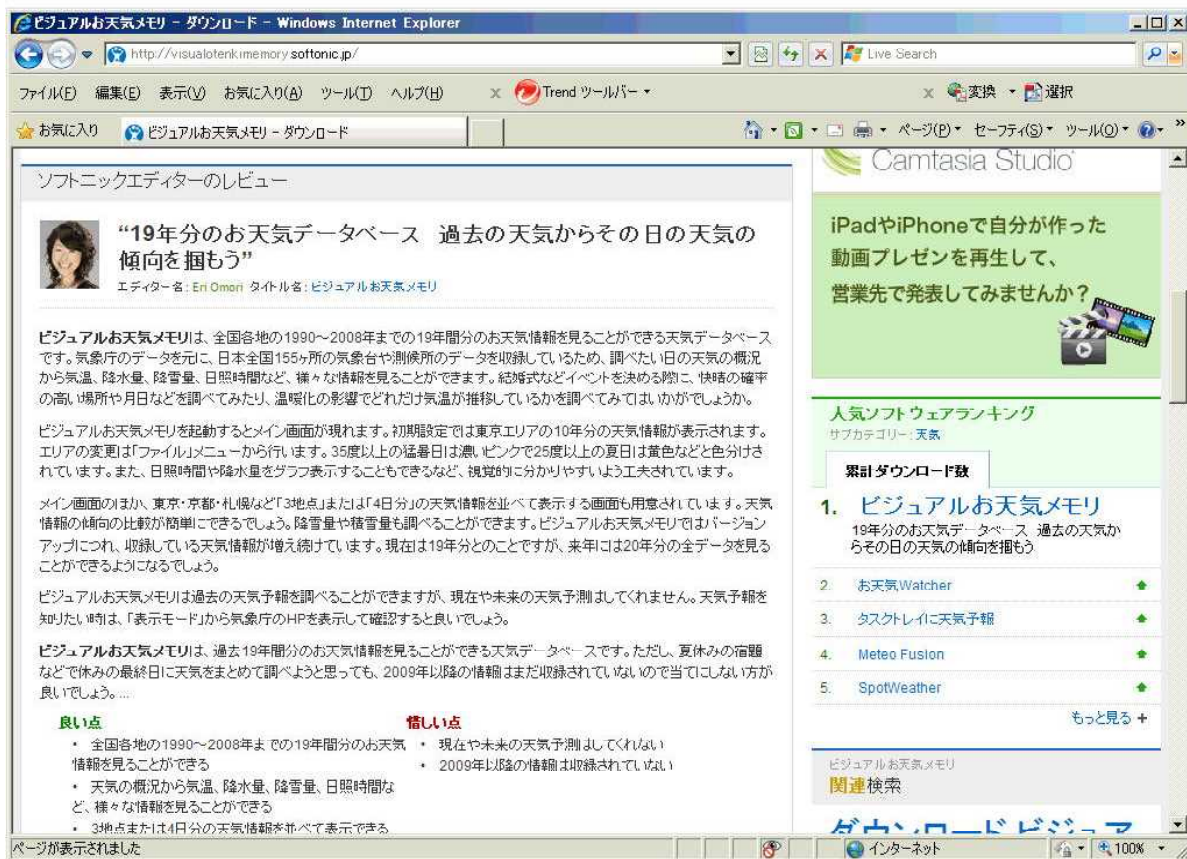 ビジュアルお天気メモリ - ダウンロード - Windows Internet Explorer
http://visualotenkimemory.softonic.jp/
Live Search
ファイル(F) 編集(E) 表示(V) お気に入り(A) ツール(T) ヘルプ(H) x Trend ツールバー x 変換 選択
お気に入り ビジュアルお天気メモリ - ダウンロード ページ(P) セーフティ(S) ツール(O) »
ソフトニックエディターのレビュー
“19年分のお天気データベース 過去の天気からその日の天気の
傾向を掴もう”
エディター名: Eri Omori タイトル名: ビジュアルお天気メモリ
ビジュアルお天気メモリは、全国各地の1990～2008年までの19年間分のお天気情報を見ることができる天気データベース
です。気象庁のデータを元に、日本全国155ヶ所の気象台や測候所のデータを収録しているため、調べたい日の天気の概況
から気温、降水量、降雪量、日照時間など、様々な情報を見ることができます。結婚式などイベントを決める際に、快晴の確率
の高い場所や月日などを調べてみたり、温暖化の影響でどれだけ気温が推移しているかを調べてみてはいかがでしょうか。
ビジュアルお天気メモリを起動するとメイン画面が現れます。初期設定では東京エリアの10年分の天気情報が表示されます。
エリアの変更は「ファイル」メニューから行います。35度以上の猛暑日は濃いピンクで25度以上の夏日は黄色などと色分けさ
れています。また、日照時間や降水量をグラフ表示することもできるなど、視覚的に分かりやすいよう工夫されています。
メイン画面のほか、東京・京都・札幌など「3地点」または「4日分」の天気情報を並べて表示する画面も用意されています。天気
情報の傾向の比較が簡単にできるでしょう。降雪量や積雪量も調べることができます。ビジュアルお天気メモリではバージョン
アップにつれ、収録している天気情報が増え続けています。現在は19年分とのことですが、来年には20年分の全データを見る
ことができるようになるでしょう。
ビジュアルお天気メモリは過去の天気予報を調べることができますが、現在や未来の天気予測はしてくれません。天気予報を
知りたい時は、「表示モード」から気象庁のHPを表示して確認すると良いでしょう。
ビジュアルお天気メモリは、過去19年間分のお天気情報を見ることができる天気データベースです。ただし、夏休みの宿題
などで休みの最終日に天気をまとめて調べようと思っても、2009年以降の情報はまだ収録されていないので当てにしない方が
良いでしょう。...
良い点
・ 全国各地の1990～2008年までの19年間分のお天気
情報を見ることができる
・ 天気の概況から気温、降水量、降雪量、日照時間な
ど、様々な情報を見ることができる
・ 3地点または4日分の天気情報を並べて表示できる
惜しい点
・ 現在や未来の天気予測はしてくれない
・ 2009年以降の情報は収録されていない
Camtasia Studio
iPadやiPhoneで自分が作った
動画プレゼンを再生して、
営業先で発表してみませんか?
人気ソフトウェアランキング
サブカテゴリー: 天気
累計ダウンロード数
1. ビジュアルお天気メモリ
19年分のお天気データベース 過去の天気か
らその日の天気の傾向を掴もう
2. お天気Watcher
3. タスクトレイに天気予報
4. Meteo Fusion
5. SpotWeather
もっと見る +
ビジュアルお天気メモリ
関連検索
ダウンロード ビジュア
ページが表示されました インターネット 100%